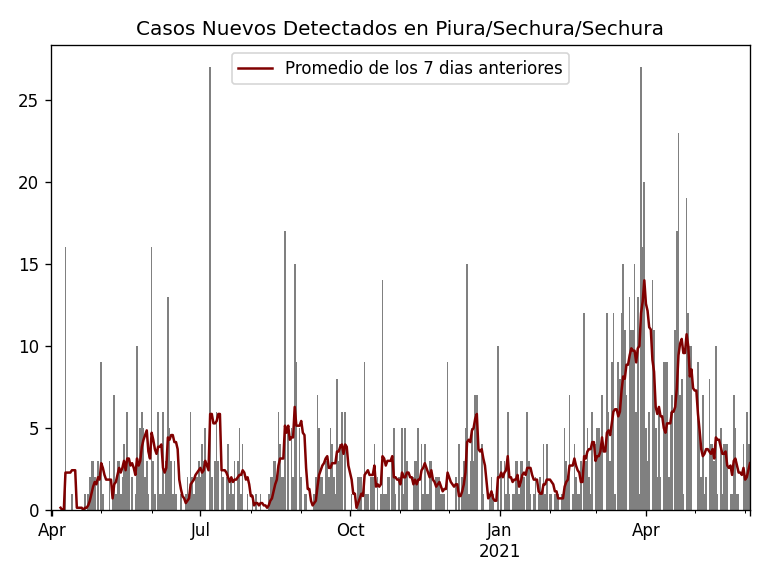 Casos Nuevos Detectados en Piura/Sechura/Sechura
Promedio de los 7 dias anteriores
25
20
15
10
5
0
Apr Jul Oct Jan Apr
2021